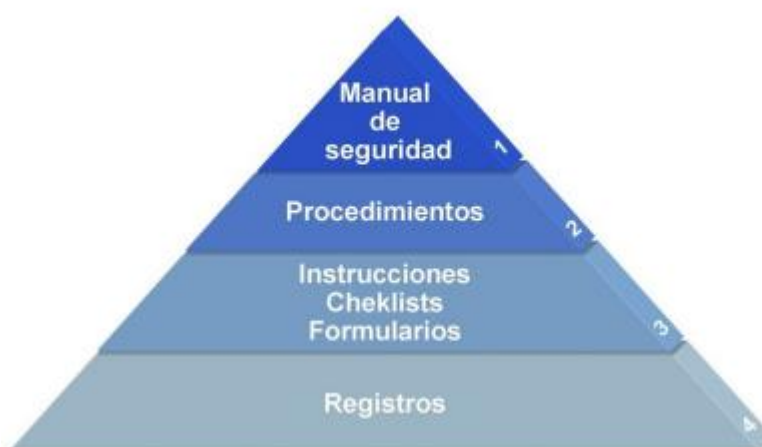 Manual
de
seguridad
1
Procedimientos
2
Instrucciones
Cheklists
Formularios
3
Registros
4